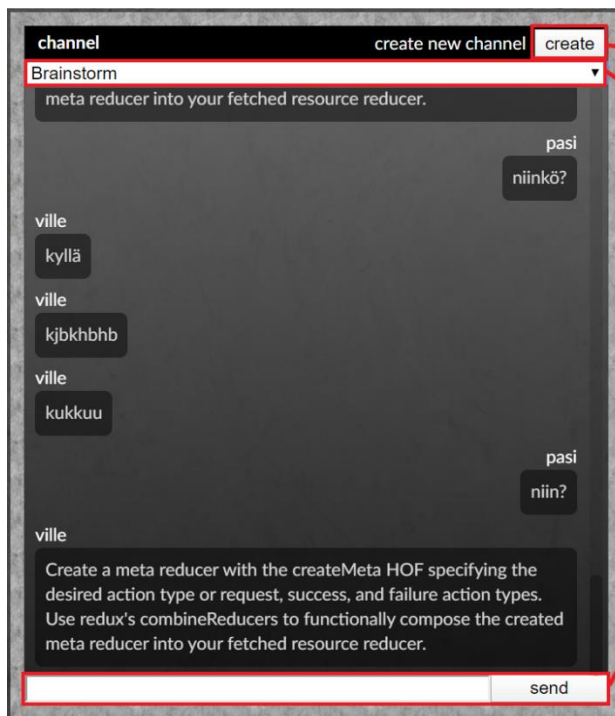 channel create new channel create
Brainstorm
meta reducer into your fetched resource reducer.
pasi
niinkö?
ville
kyllä
ville
kjbkhbhb
ville
kukkuu
pasi
niin?
ville
Create a meta reducer with the createMeta HOF specifying the
desired action type or request, success, and failure action types.
Use redux's combineReducers to functionally compose the created
meta reducer into your fetched resource reducer.
send